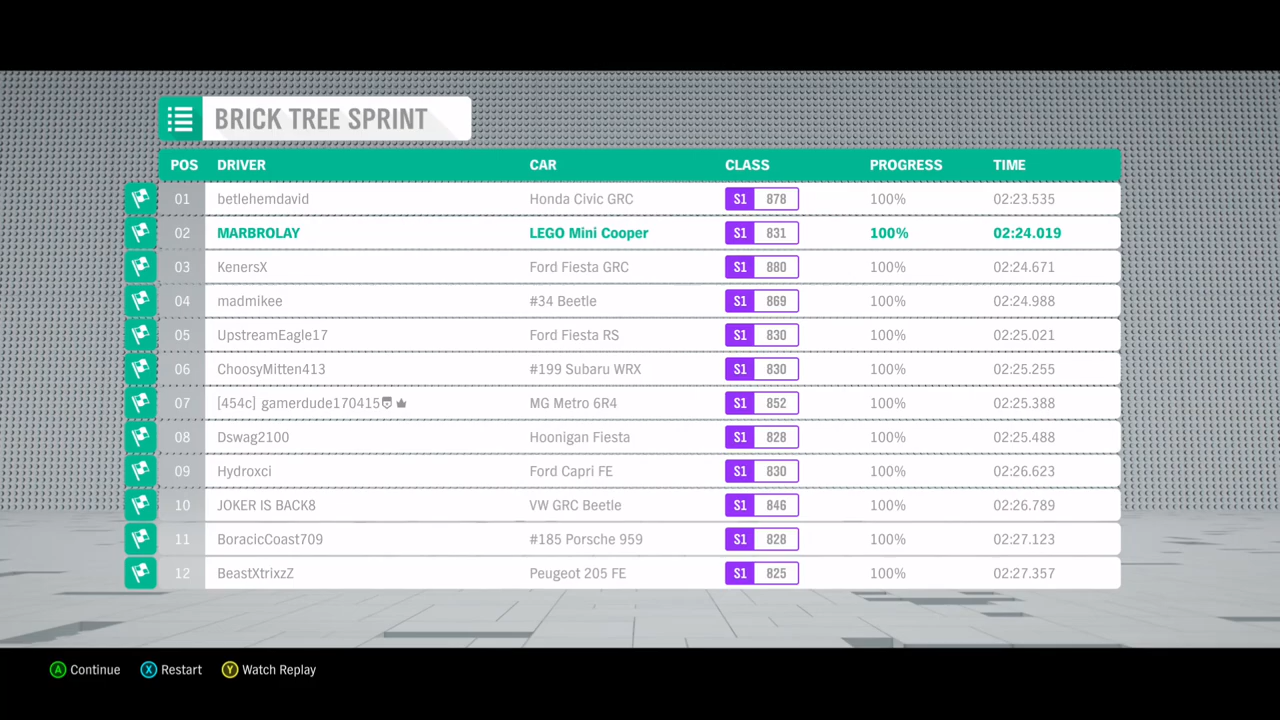 BRICK TREE SPRINT
POS DRIVER CAR CLASS PROGRESS TIME
01 betlehemdavid Honda Civic GRC S1 878 100% 02:23.535
02 MARBROLAY LEGO Mini Cooper S1 831 100% 02:24.019
03 KenersX Ford Fiesta GRC S1 880 100% 02:24.671
04 madmikee #34 Beetle S1 869 100% 02:24.988
05 UpstreamEagle17 Ford Fiesta RS S1 830 100% 02:25.021
06 ChoosyMitten413 #199 Subaru WRX S1 830 100% 02:25.255
07 [454c] gamerdude170415 MG Metro 6R4 S1 852 100% 02:25.388
08 Dswag2100 Hoonigan Fiesta S1 828 100% 02:25.488
09 Hydroxci Ford Capri FE S1 830 100% 02:26.623
10 JOKER IS BACK8 VW GRC Beetle S1 846 100% 02:26.789
11 BoracicCoast709 #185 Porsche 959 S1 828 100% 02:27.123
12 BeastXtrixzZ Peugeot 205 FE S1 825 100% 02:27.357
A Continue X Restart Y Watch Replay